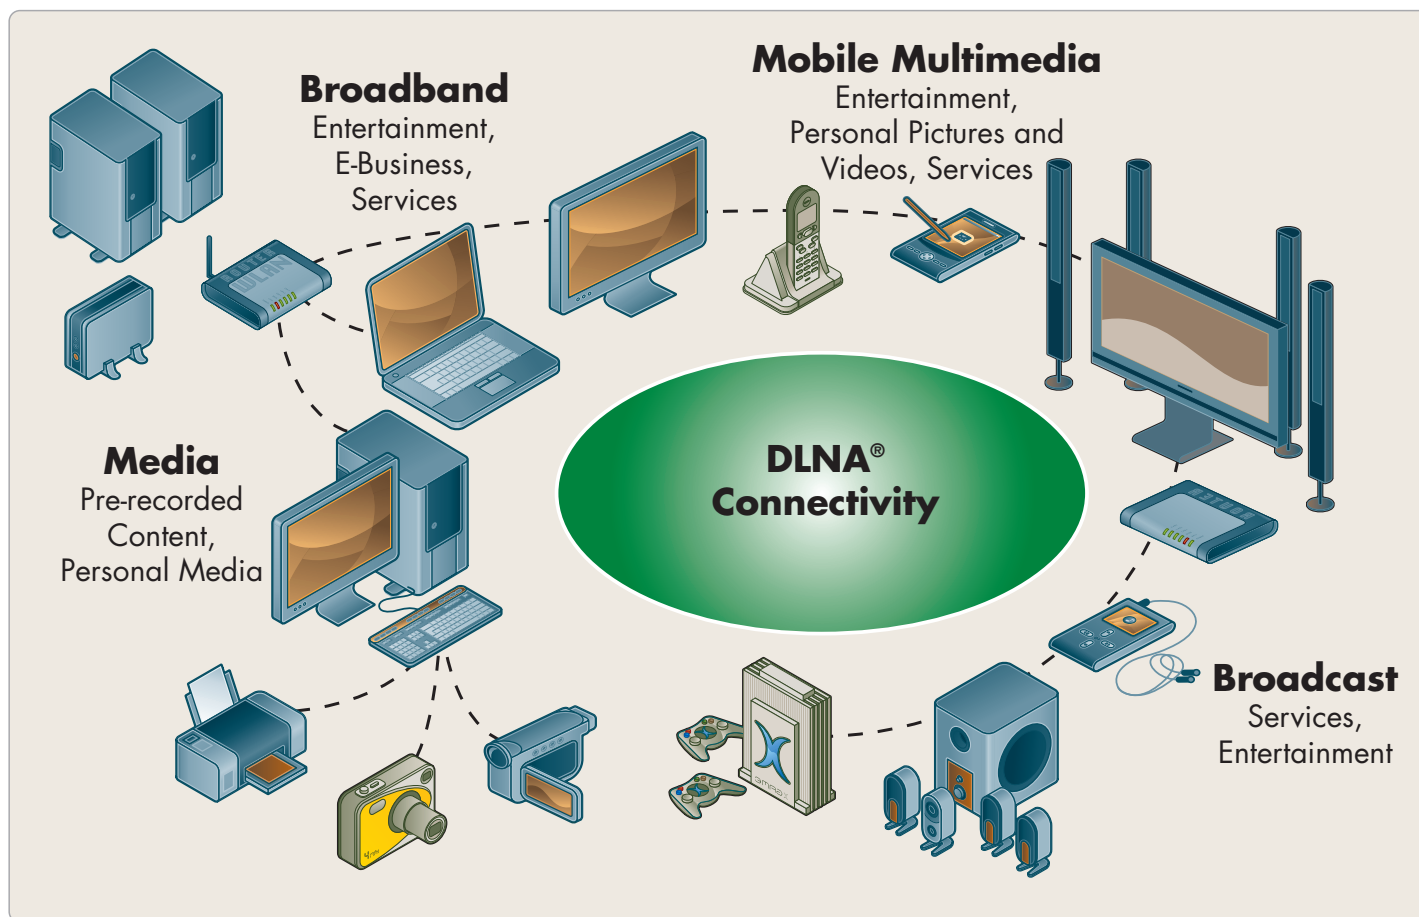 Broadband
Entertainment,
E-Business,
Services
Mobile Multimedia
Entertainment,
Personal Pictures and
Videos, Services
WLAN
DLNA®
Connectivity
Media
Pre-recorded
Content,
Personal Media
Broadcast
Services,
Entertainment